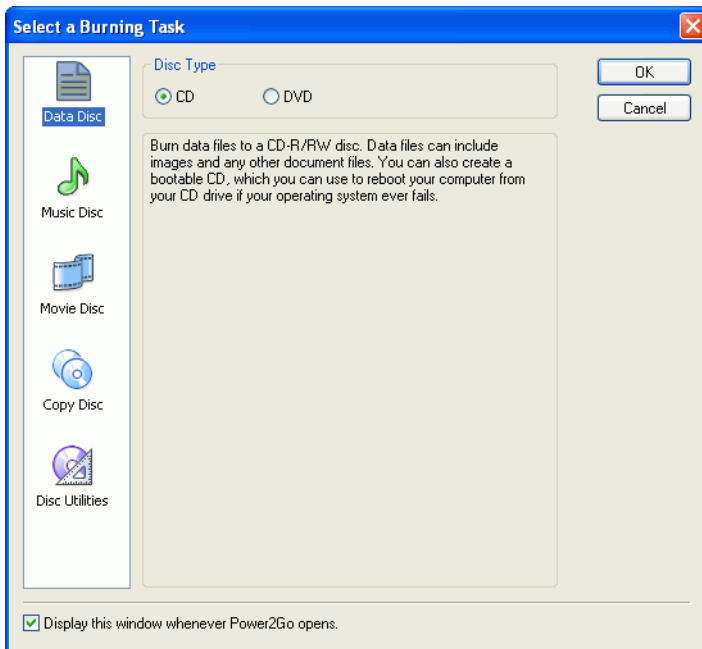 Select a Burning Task
Data Disc
Music Disc
Movie Disc
Copy Disc
Disc Utilities
Disc Type
CD
DVD
Burn data files to a CD-R/RW disc. Data files can include
images and any other document files. You can also create a
bootable CD, which you can use to reboot your computer from
your CD drive if your operating system ever fails.
OK
Cancel
Display this window whenever Power2Go opens.